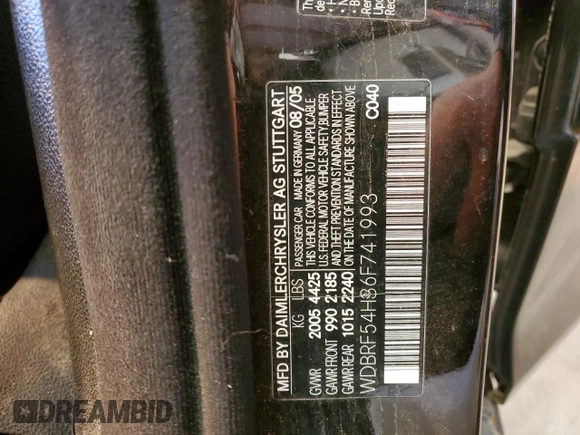 MFD BY DAIMLERCHRYSLER AG STUTTGART
PASSENGER CAR MADE IN GERMANY 08/05
KG LBS THIS VEHICLE CONFORMS TO ALL APPLICABLE
U.S. FEDERAL MOTOR VEHICLE SAFETY, BUMPER
GVWR 2005 4425 AND THEFT PREVENTION STANDARDS IN EFFECT
GAWR FRONT 990 2185 ON THE DATE OF MANUFACTURE SHOWN ABOVE
GAWR REAR 1015 2240 C040
WDBRF54H86F741993
DREAMBID